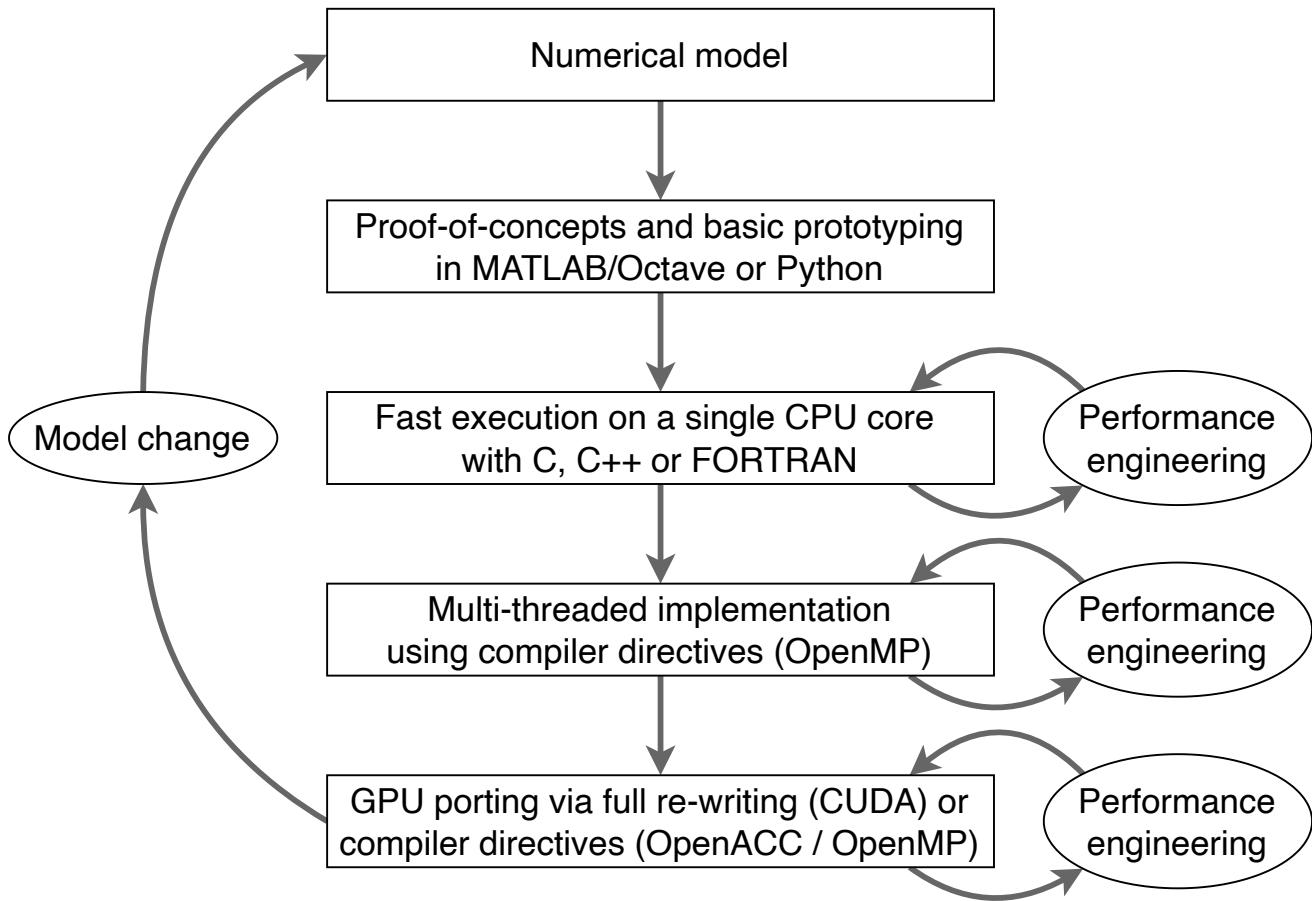 Numerical model
Proof-of-concepts and basic prototyping
in MATLAB/Octave or Python
Fast execution on a single CPU core
with C, C++ or FORTRAN
Performance
engineering
Model change
Multi-threaded implementation
using compiler directives (OpenMP)
Performance
engineering
GPU porting via full re-writing (CUDA) or
compiler directives (OpenACC / OpenMP)
Performance
engineering